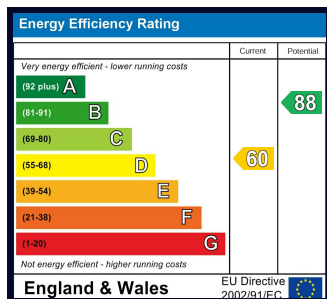 Energy Efficiency Rating
Current Potential
Very energy efficient - lower running costs
(92 plus) A
(81-91) B
(69-80) C
(55-68) D
(39-54) E
(21-38) F
(1-20) G
60
88
Not energy efficient - higher running costs
England & Wales
EU Directive
2002/91/EC